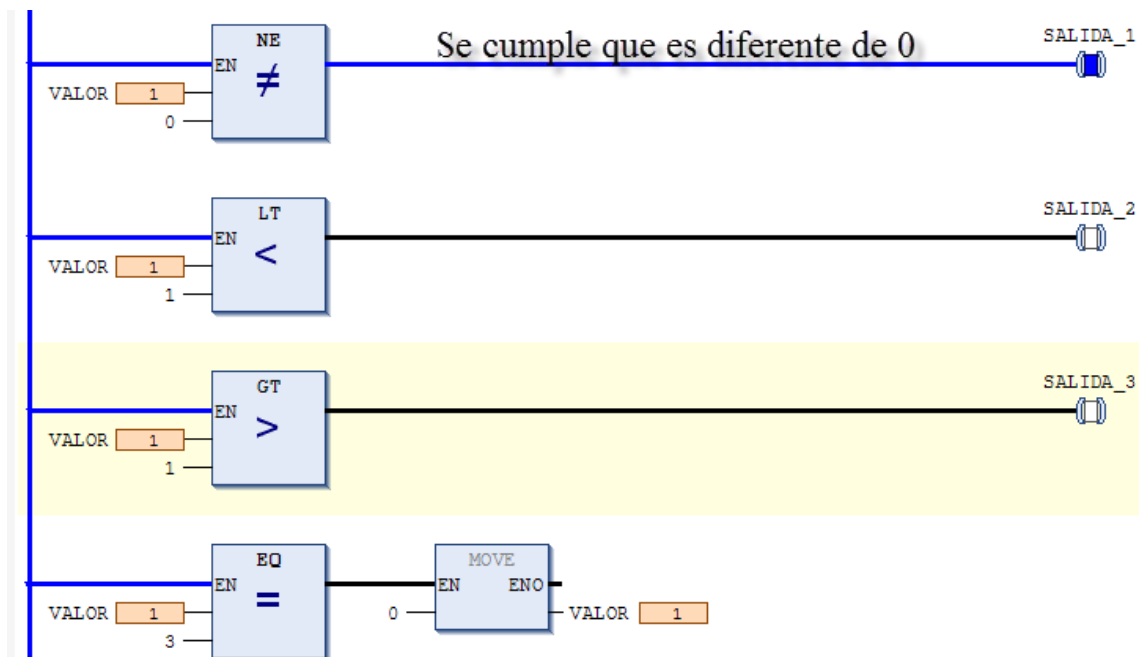 NE
Se cumple que es diferente de 0
SALIDA_1
EN
≠
VALOR 1
0
LT
SALIDA_2
EN
<
VALOR 1
1
GT
SALIDA_3
EN
>
VALOR 1
1
EQ
MOVE
EN
=
EN ENO
VALOR 1
0
VALOR 1
3